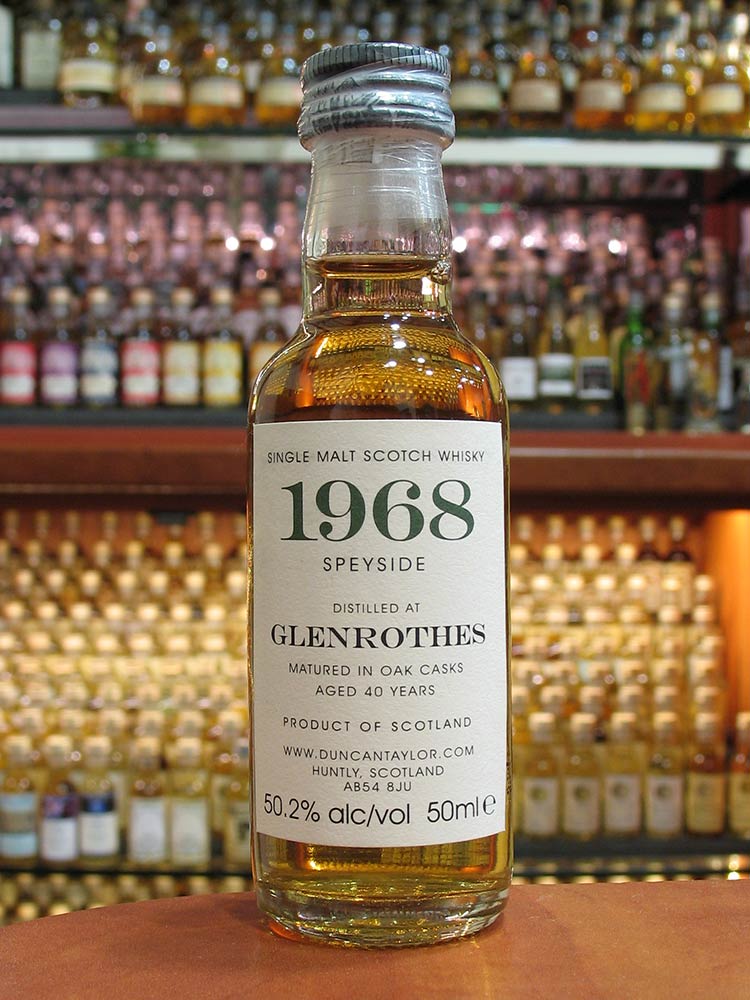 SINGLE MALT SCOTCH WHISKY
1968
SPEYSIDE
DISTILLED AT
GLENROTHES
MATURED IN OAK CASKS
AGED 40 YEARS
PRODUCT OF SCOTLAND
WWW.DUNCANTAYLOR.COM
HUNTLY, SCOTLAND
AB54 8JU
50.2% alc/vol 50ml e